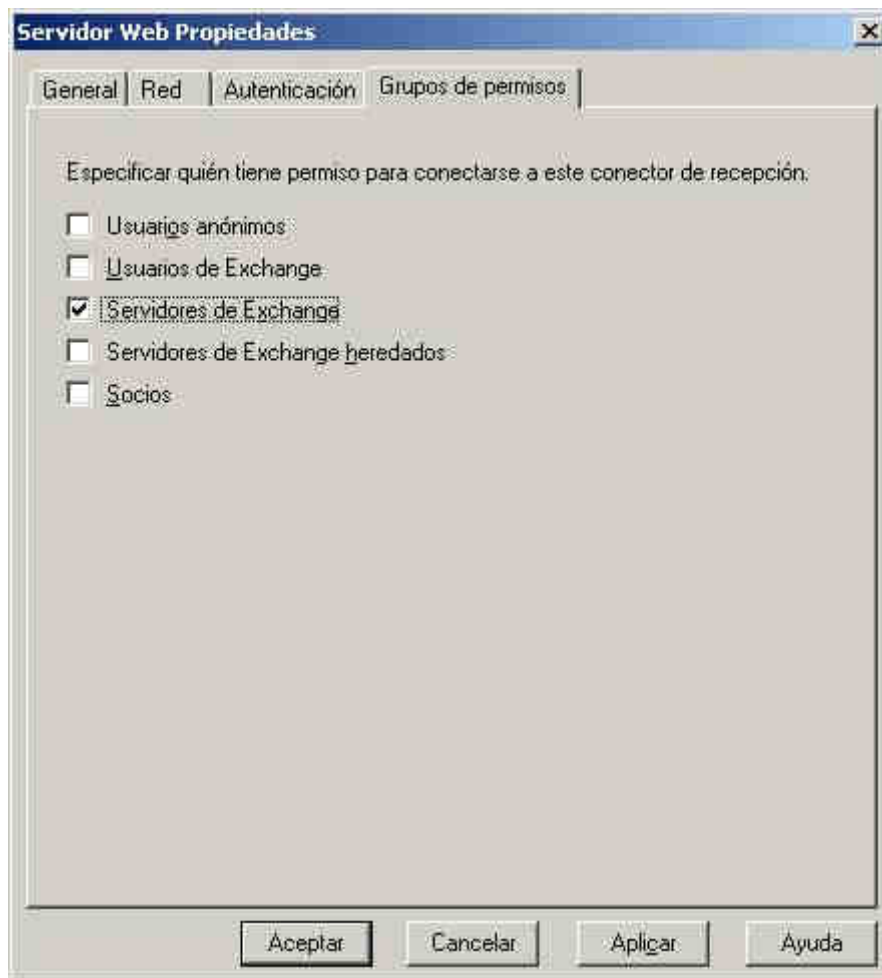 Servidor Web Propiedades
General Red Autenticación Grupos de permisos
Especificar quién tiene permiso para conectarse a este conector de recepción.
Usuarios anónimos
Usuarios de Exchange
Servidores de Exchange
Servidores de Exchange heredados
Socios
Aceptar Cancelar Aplicar Ayuda